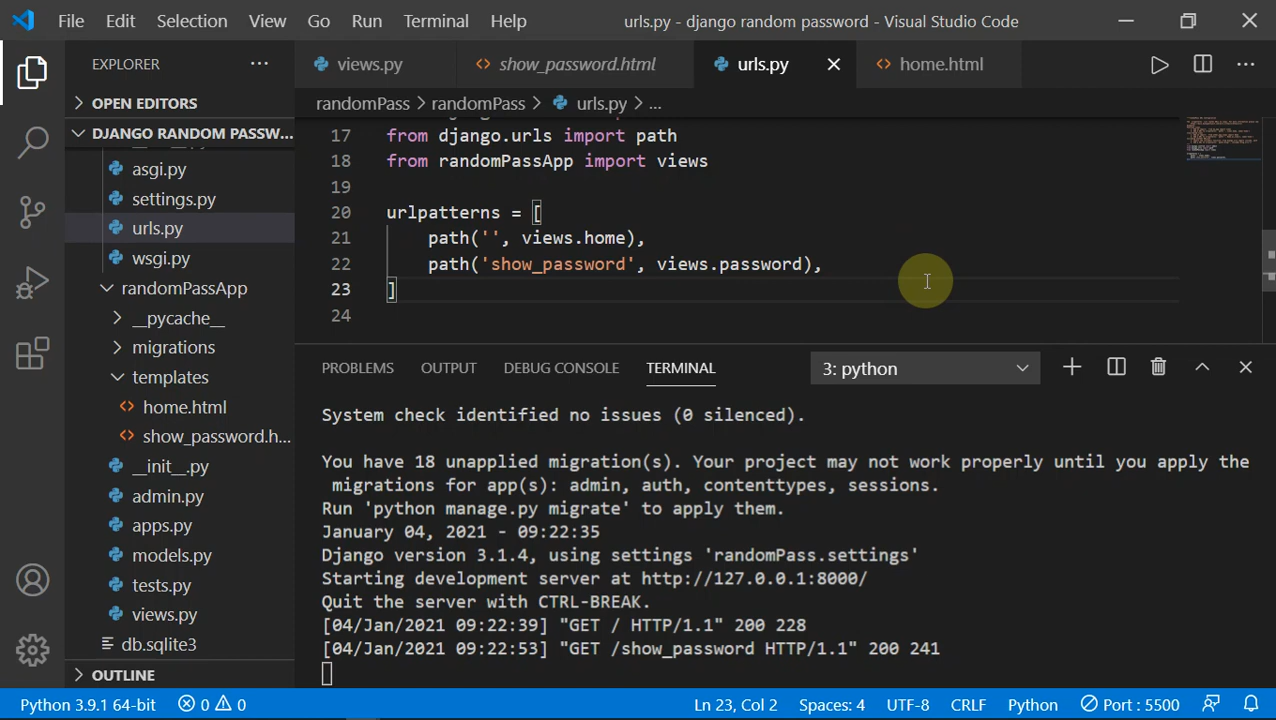 File Edit Selection View Go Run Terminal Help urls.py - django random password - Visual Studio Code
EXPLORER
views.py show_password.html urls.py home.html
OPEN EDITORS
randomPass > randomPass > urls.py > ...
DJANGO RANDOM PASSW...
asgi.py
settings.py
urls.py
wsgi.py
randomPassApp
__pycache__
migrations
templates
home.html
show_password.h...
__init__.py
admin.py
apps.py
models.py
tests.py
views.py
db.sqlite3
OUTLINE
17 from django.urls import path
18 from randomPassApp import views
19
20 urlpatterns = [
21 path('', views.home),
22 path('show_password', views.password),
23 ]
24
PROBLEMS OUTPUT DEBUG CONSOLE TERMINAL 3: python
System check identified no issues (0 silenced).
You have 18 unapplied migration(s). Your project may not work properly until you apply the
migrations for app(s): admin, auth, contenttypes, sessions.
Run 'python manage.py migrate' to apply them.
January 04, 2021 - 09:22:35
Django version 3.1.4, using settings 'randomPass.settings'
Starting development server at http://127.0.0.1:8000/
Quit the server with CTRL-BREAK.
[04/Jan/2021 09:22:39] "GET / HTTP/1.1" 200 228
[04/Jan/2021 09:22:53] "GET /show_password HTTP/1.1" 200 241
Python 3.9.1 64-bit 0 0 Ln 23, Col 2 Spaces: 4 UTF-8 CRLF Python Port : 5500